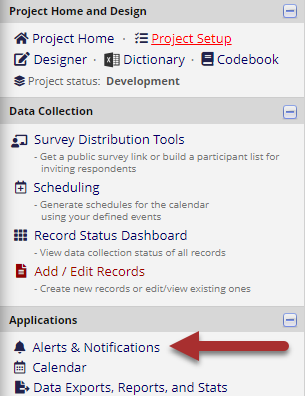 Project Home and Design
Project Home · Project Setup
Designer · Dictionary · Codebook
Project status: Development
Data Collection
Survey Distribution Tools
- Get a public survey link or build a participant list for
inviting respondents
Scheduling
- Generate schedules for the calendar
using your defined events
Record Status Dashboard
- View data collection status of all records
Add / Edit Records
- Create new records or edit/view existing ones
Applications
Alerts & Notifications
Calendar
Data Exports, Reports, and Stats